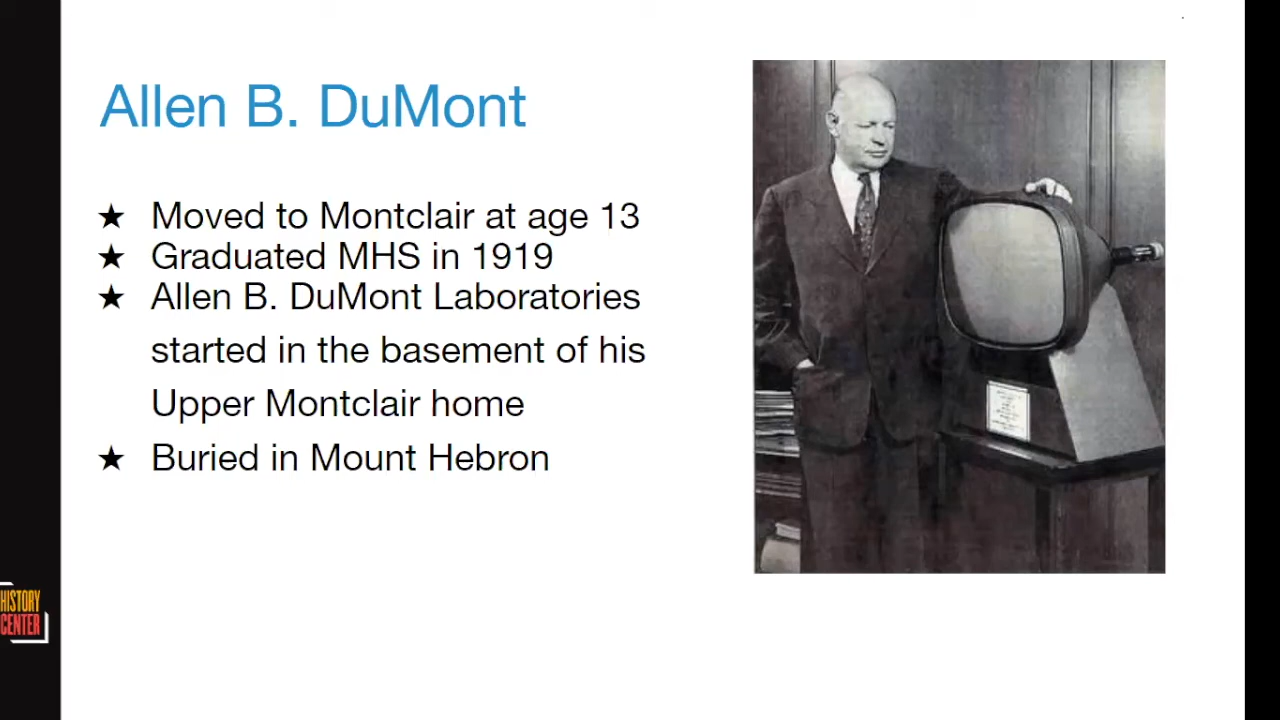 Allen B. DuMont
★ Moved to Montclair at age 13
★ Graduated MHS in 1919
★ Allen B. DuMont Laboratories
started in the basement of his
Upper Montclair home
★ Buried in Mount Hebron
HISTORY
CENTER